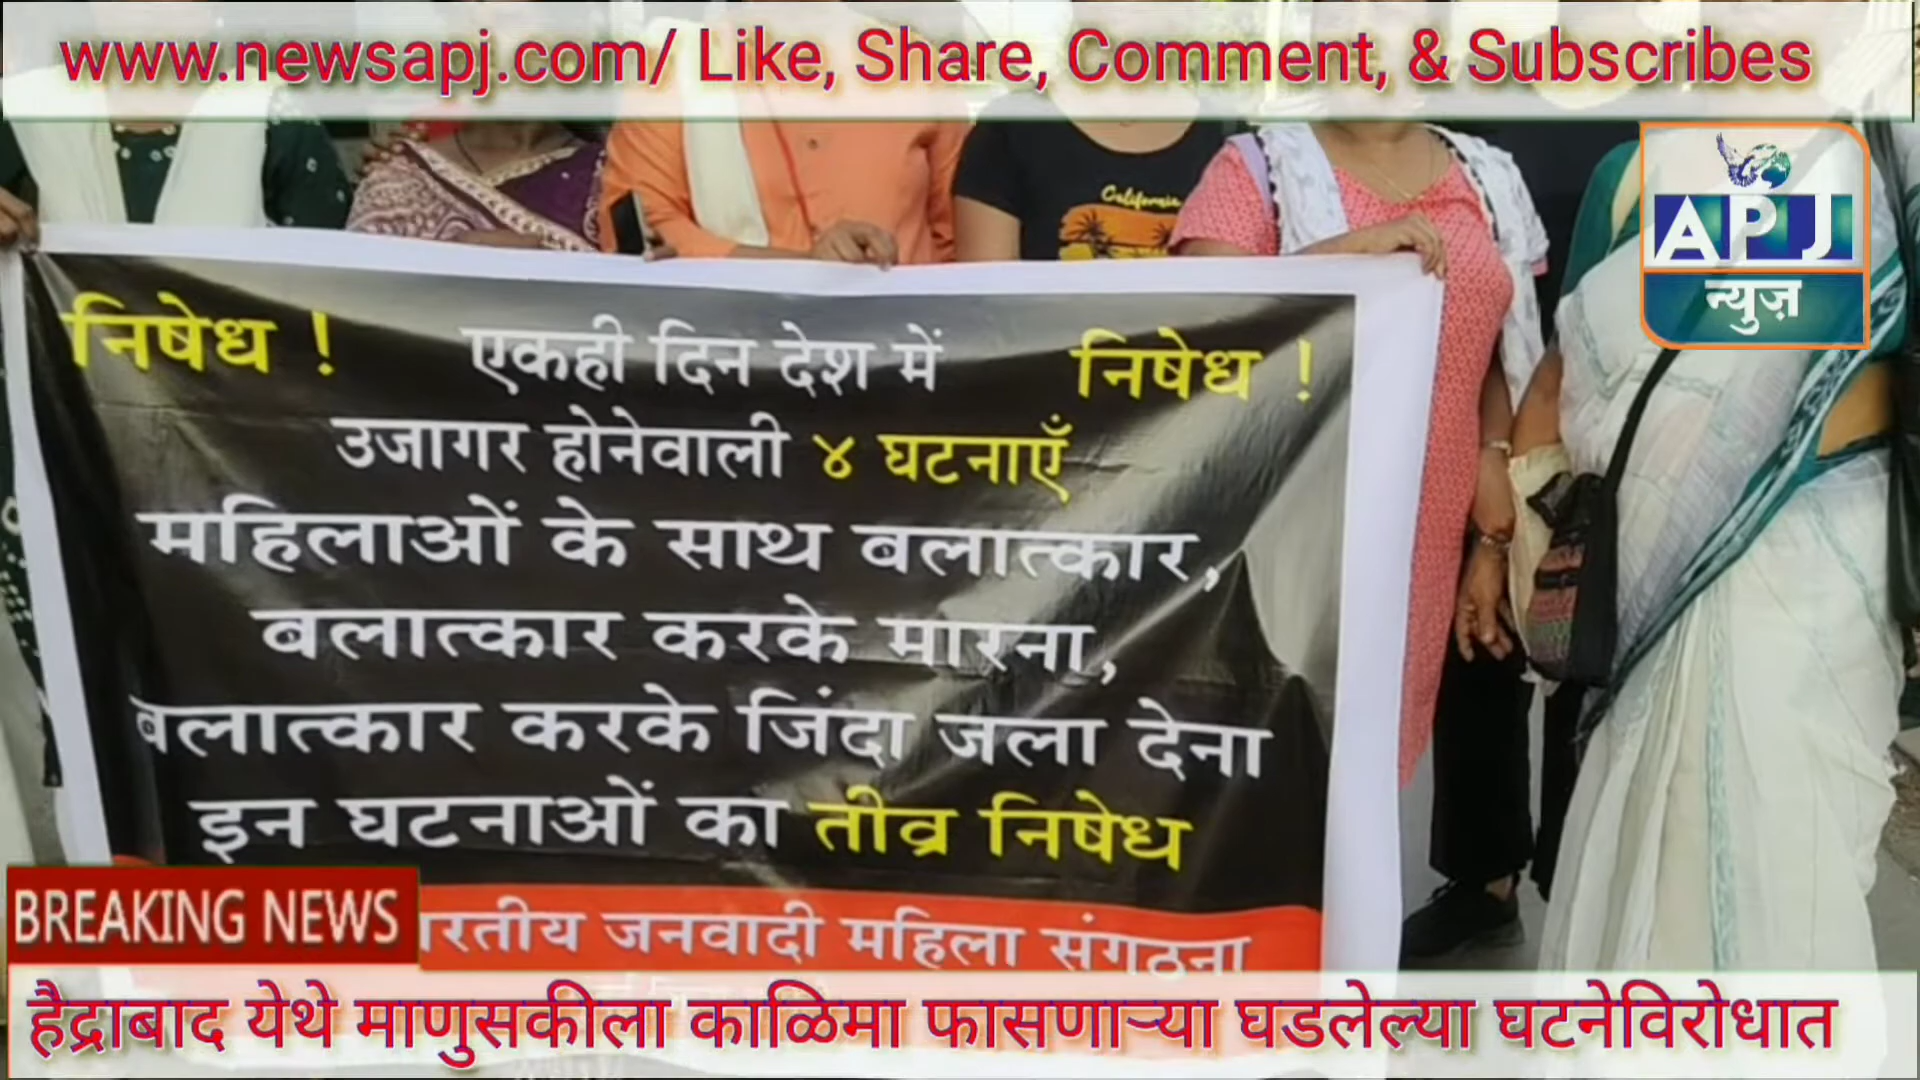 www.newsapj.com/ Like, Share, Comment, & Subscribes
California
APJ
न्युज़
निषेध ! एकही दिन देश में निषेध !
उजागर होनेवाली ४ घटनाएँ
महिलाओं के साथ बलात्कार,
बलात्कार करके मारना,
बलात्कार करके जिंदा जला देना
इन घटनाओं का तीव्र निषेध
BREAKING NEWS
रतीय जनवादी महिला संगठना
हैद्राबाद येथे माणुसकीला काळिमा फासणाऱ्या घडलेल्या घटनेविरोधात